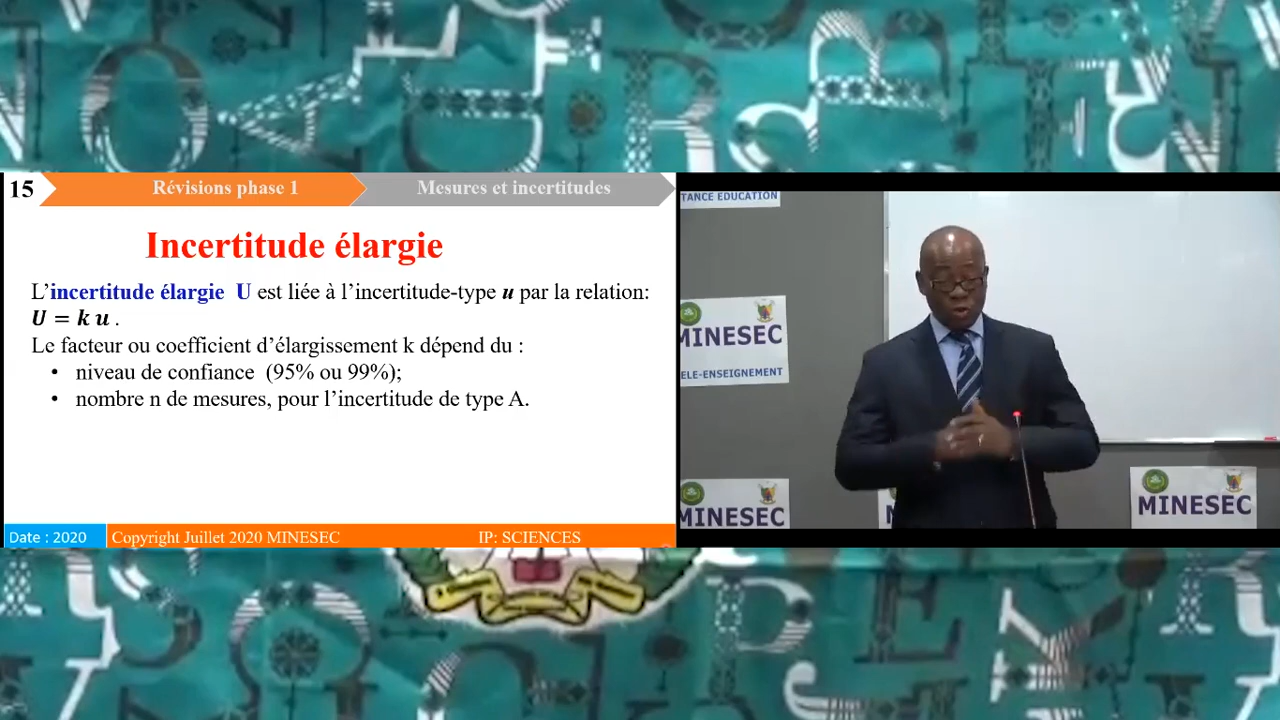 15
Révisions phase 1
Mesures et incertitudes
Incertitude élargie
L’incertitude élargie U est liée à l’incertitude-type u par la relation:
U = k u .
Le facteur ou coefficient d’élargissement k dépend du :
• niveau de confiance (95% ou 99%);
• nombre n de mesures, pour l’incertitude de type A.
Date : 2020
Copyright Juillet 2020 MINESEC
IP: SCIENCES
TANCE EDUCATION
MINESEC
ELE-ENSEIGNEMENT
MINESEC
MINESEC